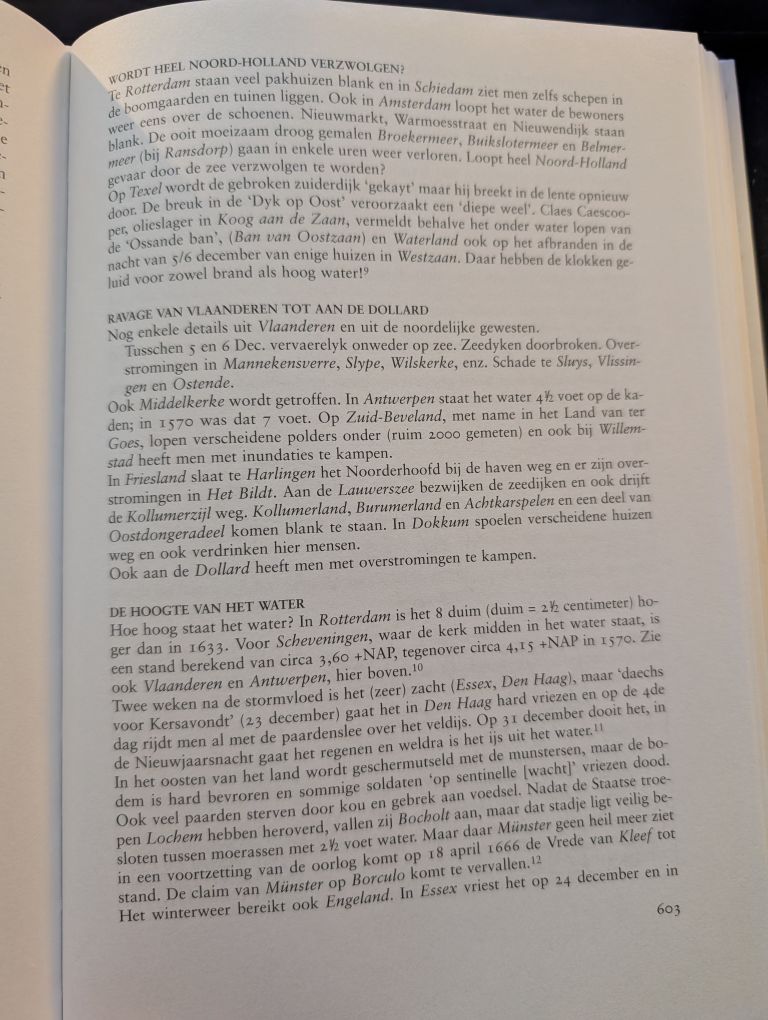 WORDT HEEL NOORD-HOLLAND VERZWOLGEN?
Te Rotterdam staan veel pakhuizen blank en in Schiedam ziet men zelfs schepen in
de boomgaarden en tuinen liggen. Ook in Amsterdam loopt het water de bewoners
weer eens over de schoenen. Nieuwmarkt, Warmoesstraat en Nieuwendijk staan
blank. De ooit moeizaam droog gemalen Broekermeer, Buikslotermeer en Belmer-
meer (bij Ransdorp) gaan in enkele uren weer verloren. Loopt heel Noord-Holland
gevaar door de zee verzwolgen te worden?
Op Texel wordt de gebroken zuiderdijk ‘gekayt’ maar hij breekt in de lente opnieuw
door. De breuk in de ‘Dyk op Oost’ veroorzaakt een ‘diepe weel’. Claes Caescoo-
per, olieslager in Koog aan de Zaan, vermeldt behalve het onder water lopen van
de ‘Ossande ban’, (Ban van Oostzaan) en Waterland ook op het afbranden in de
nacht van 5/6 december van enige huizen in Westzaan. Daar hebben de klokken ge-
luid voor zowel brand als hoog water!9
RAVAGE VAN VLAANDEREN TOT AAN DE DOLLARD
Nog enkele details uit Vlaanderen en uit de noordelijke gewesten.
Tusschen 5 en 6 Dec. vervaerelyk onweder op zee. Zeedyken doorbroken. Over-
stromingen in Mannekensverre, Slype, Wilskerke, enz. Schade te Sluys, Vlissin-
gen en Ostende.
Ook Middelkerke wordt getroffen. In Antwerpen staat het water 4½ voet op de ka-
den; in 1570 was dat 7 voet. Op Zuid-Beveland, met name in het Land van ter
Goes, lopen verscheidene polders onder (ruim 2000 gemeten) en ook bij Willem-
stad heeft men met inundaties te kampen.
In Friesland slaat te Harlingen het Noorderhoofd bij de haven weg en er zijn over-
stromingen in Het Bildt. Aan de Lauwerszee bezwijken de zeedijken en ook drijft
de Kollumerzijl weg. Kollumerland, Burumerland en Achtkarspelen en een deel van
Oostdongeradeel komen blank te staan. In Dokkum spoelen verscheidene huizen
weg en ook verdrinken hier mensen.
Ook aan de Dollard heeft men met overstromingen te kampen.
DE HOOGTE VAN HET WATER
Hoe hoog staat het water? In Rotterdam is het 8 duim (duim = 2½ centimeter) ho-
ger dan in 1633. Voor Scheveningen, waar de kerk midden in het water staat, is
een stand berekend van circa 3,60 +NAP, tegenover circa 4,15 +NAP in 1570. Zie
ook Vlaanderen en Antwerpen, hier boven.10
Twee weken na de stormvloed is het (zeer) zacht (Essex, Den Haag), maar ‘daechs
voor Kersavondt’ (23 december) gaat het in Den Haag hard vriezen en op de 4de
dag rijdt men al met de paardenslee over het veldijs. Op 31 december dooit het, in
de Nieuwjaarsnacht gaat het regenen en weldra is het ijs uit het water.11
In het oosten van het land wordt geschermutseld met de munstersen, maar de bo-
dem is hard bevroren en sommige soldaten ‘op sentinelle [wacht]’ vriezen dood.
Ook veel paarden sterven door kou en gebrek aan voedsel. Nadat de Staatse troe-
pen Lochem hebben heroverd, vallen zij Bocholt aan, maar dat stadje ligt veilig be-
sloten tussen moerassen met 2½ voet water. Maar daar Münster geen heil meer ziet
in een voortzetting van de oorlog komt op 18 april 1666 de Vrede van Kleef tot
stand. De claim van Münster op Borculo komt te vervallen.12
Het winterweer bereikt ook Engeland. In Essex vriest het op 24 december en in
603